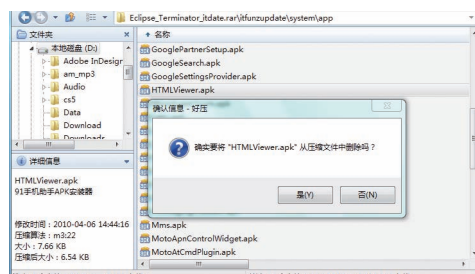 Eclipse_Terminator_itdate.rar\itfunzupdate\system\app
文件夹
本地磁盘 (D:)
Adobe InDesigr
am_mp3
Audio
cs5
Data
Download
Downloads
详细信息
HTMLViewer.apk
91手机助手APK安装器
修改时间：2010-04-06 14:44:16
压缩算法：m3:22
大小：7.66 KB
压缩后大小：6.54 KB
名称
GooglePartnerSetup.apk
GoogleSearch.apk
GoogleSettingsProvider.apk
HTMLViewer.apk
确认信息 - 好压
确实要将 "HTMLViewer.apk" 从压缩文件中删除吗？
是(Y)
否(N)
Mms.apk
MotoApnControlWidget.apk
MotoAtCmdPlugin.apk